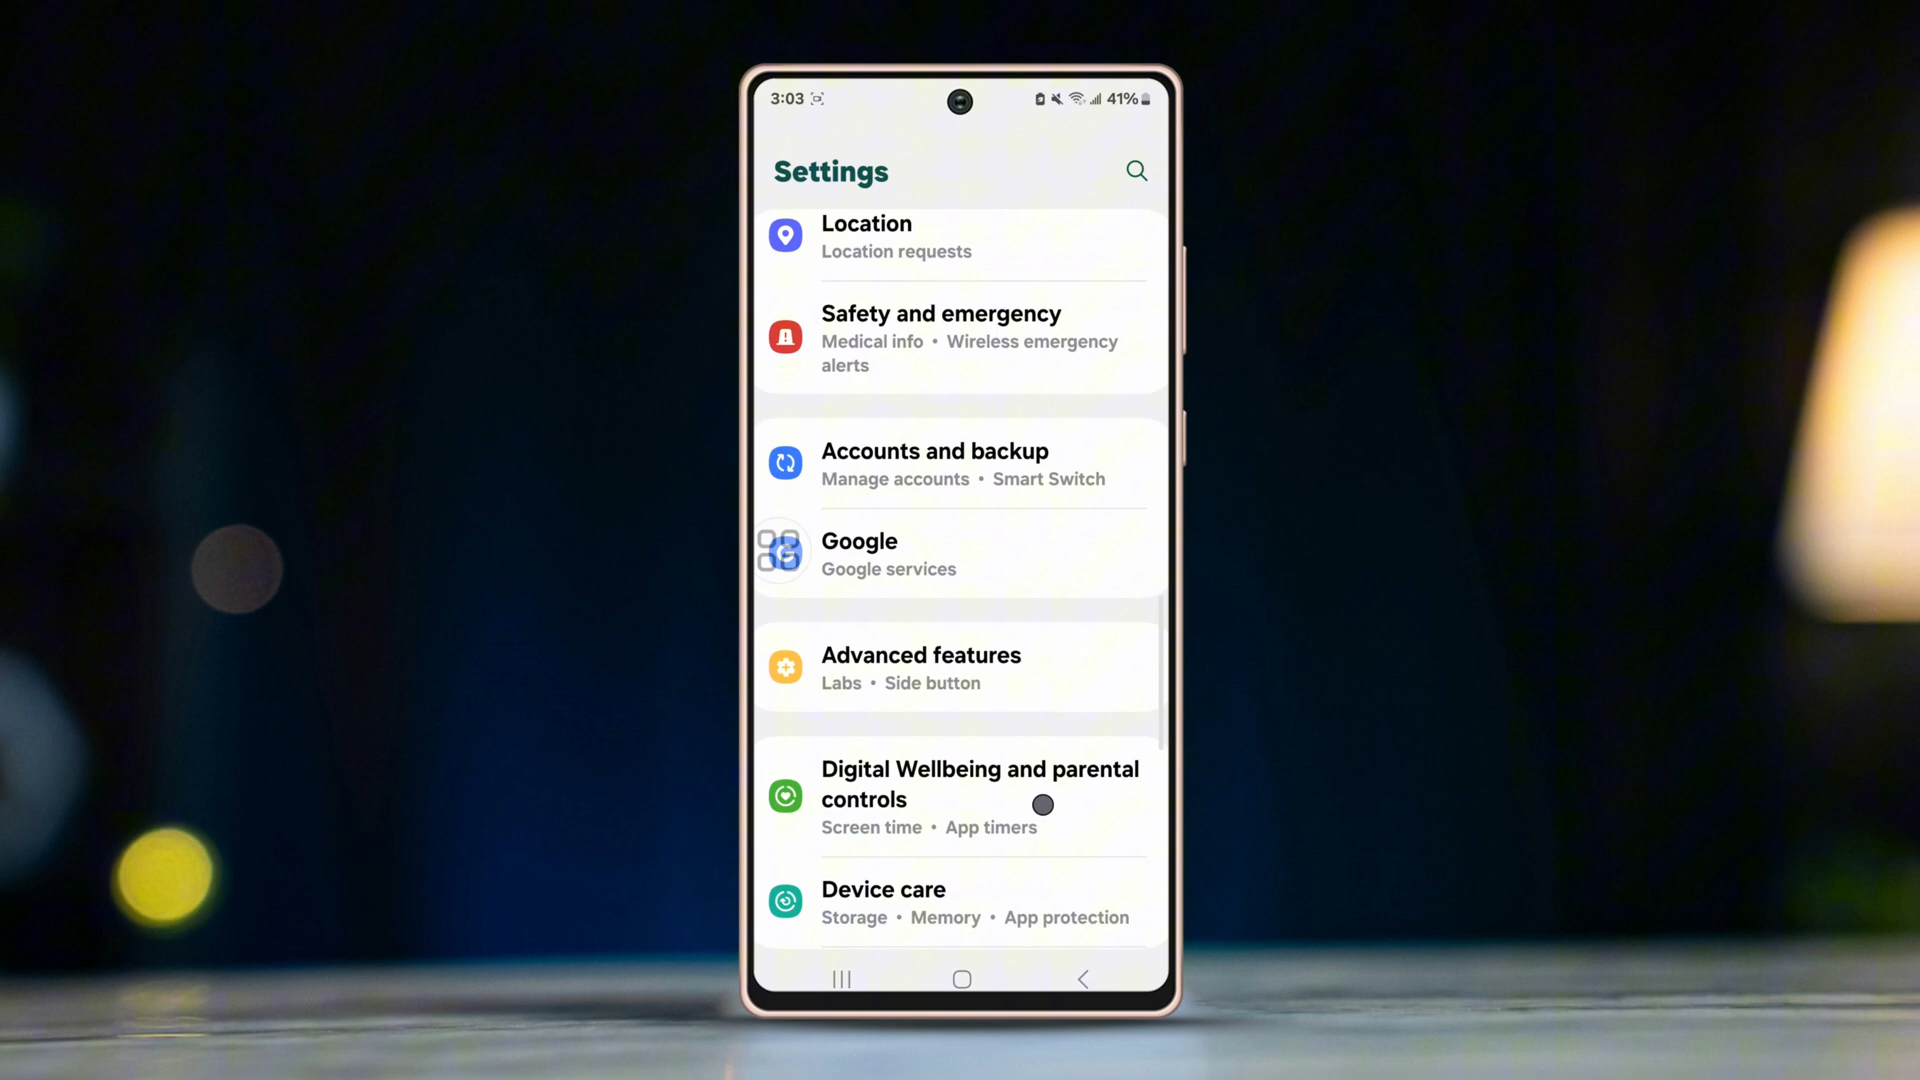 3:03 41%
Settings
Location
Location requests
Safety and emergency
Medical info • Wireless emergency
alerts
Accounts and backup
Manage accounts • Smart Switch
Google
Google services
Advanced features
Labs • Side button
Digital Wellbeing and parental
controls
Screen time • App timers
Device care
Storage • Memory • App protection